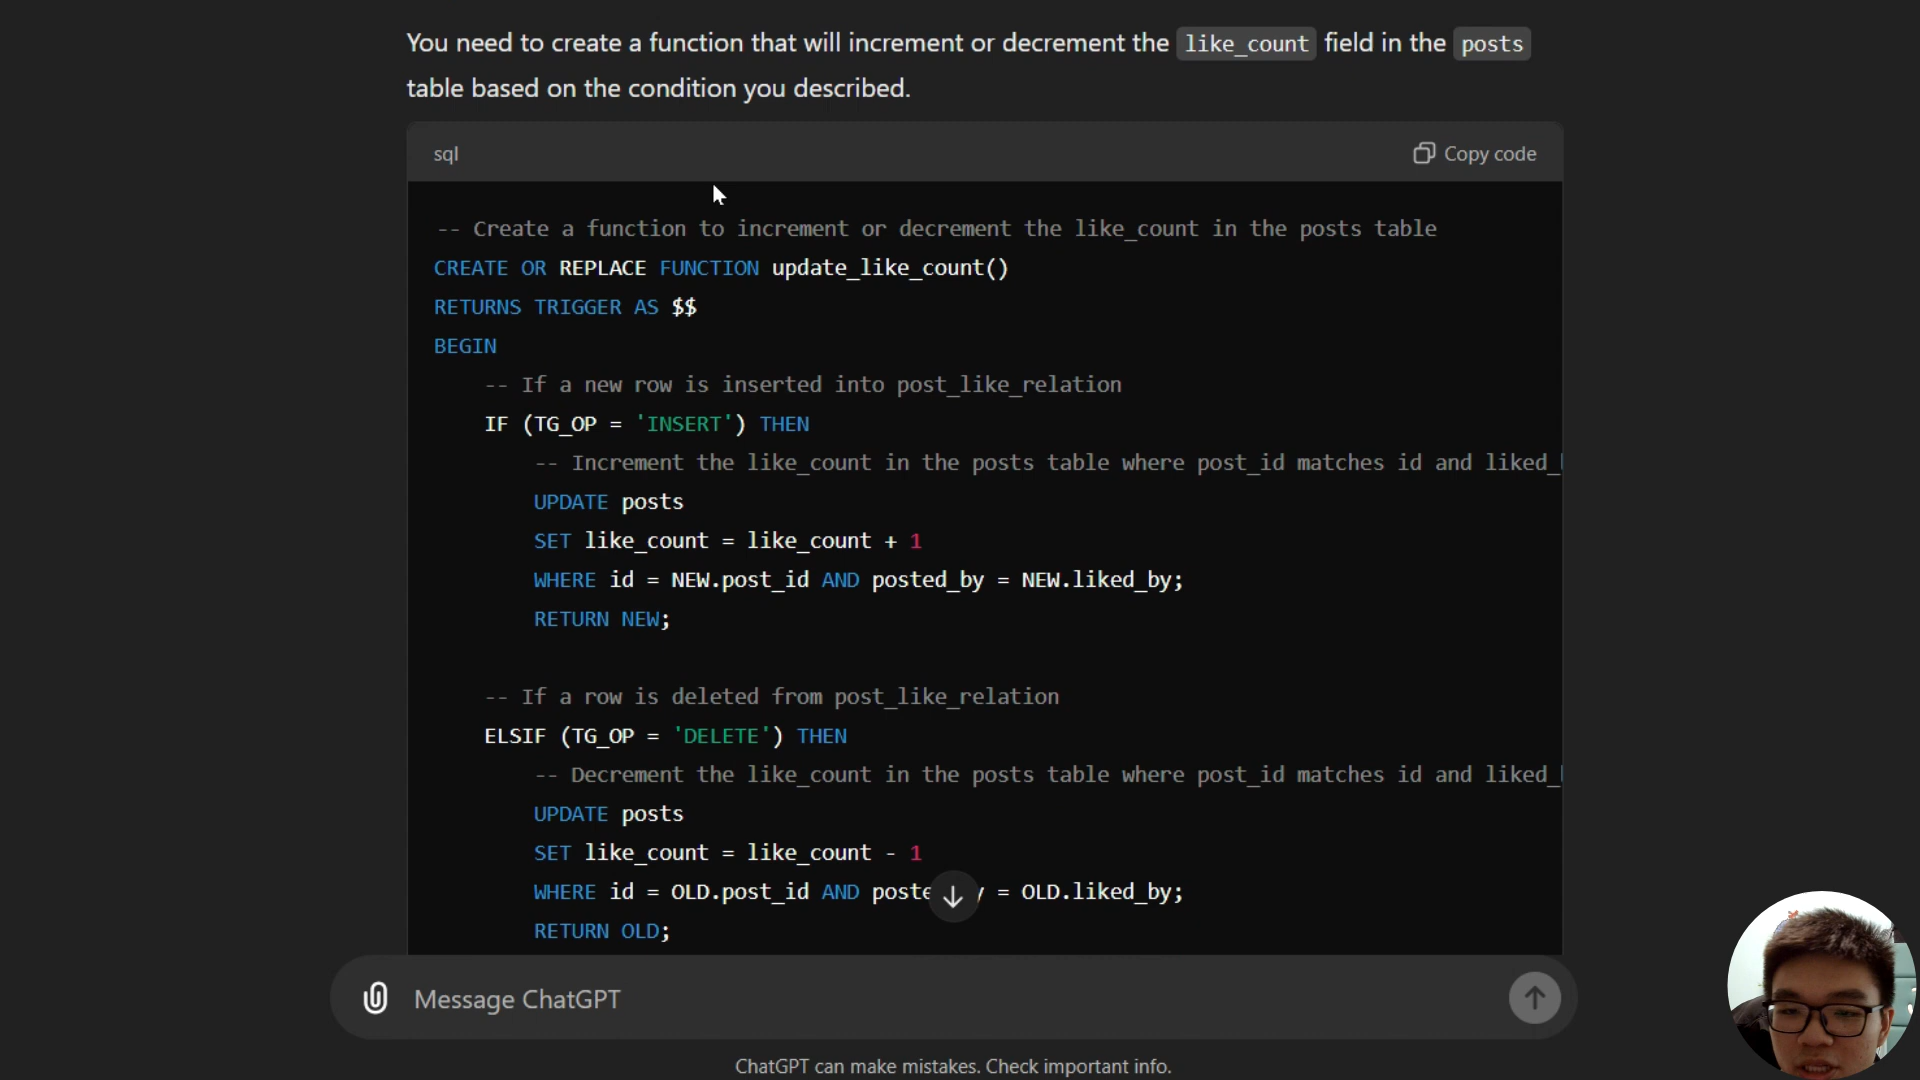 You need to create a function that will increment or decrement the like_count field in the posts
table based on the condition you described.
sql
Copy code
-- Create a function to increment or decrement the like_count in the posts table
CREATE OR REPLACE FUNCTION update_like_count()
RETURNS TRIGGER AS $$
BEGIN
-- If a new row is inserted into post_like_relation
IF (TG_OP = 'INSERT') THEN
-- Increment the like_count in the posts table where post_id matches id and liked_
UPDATE posts
SET like_count = like_count + 1
WHERE id = NEW.post_id AND posted_by = NEW.liked_by;
RETURN NEW;
-- If a row is deleted from post_like_relation
ELSIF (TG_OP = 'DELETE') THEN
-- Decrement the like_count in the posts table where post_id matches id and liked_
UPDATE posts
SET like_count = like_count - 1
WHERE id = OLD.post_id AND poste = OLD.liked_by;
RETURN OLD;
Message ChatGPT
ChatGPT can make mistakes. Check important info.